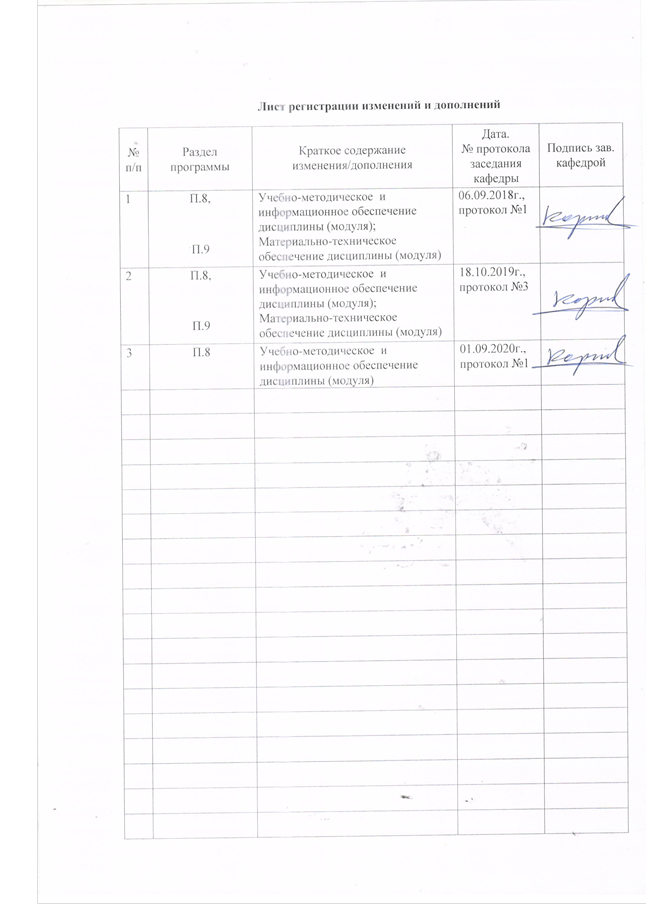 Лист регистрации изменений и дополнений
№
п/п
Раздел
программы
Краткое содержание
изменения/дополнения
Дата.
№ протокола
заседания
кафедры
Подпись зав.
кафедрой
1
П.8,
П.9
Учебно-методическое и
информационное обеспечение
дисциплины (модуля);
Материально-техническое
обеспечение дисциплины (модуля)
06.09.2018г.,
протокол №1
2
П.8,
П.9
Учебно-методическое и
информационное обеспечение
дисциплины (модуля);
Материально-техническое
обеспечение дисциплины (модуля)
18.10.2019г.,
протокол №3
3
П.8
Учебно-методическое и
информационное обеспечение
дисциплины (модуля)
01.09.2020г.,
протокол №1